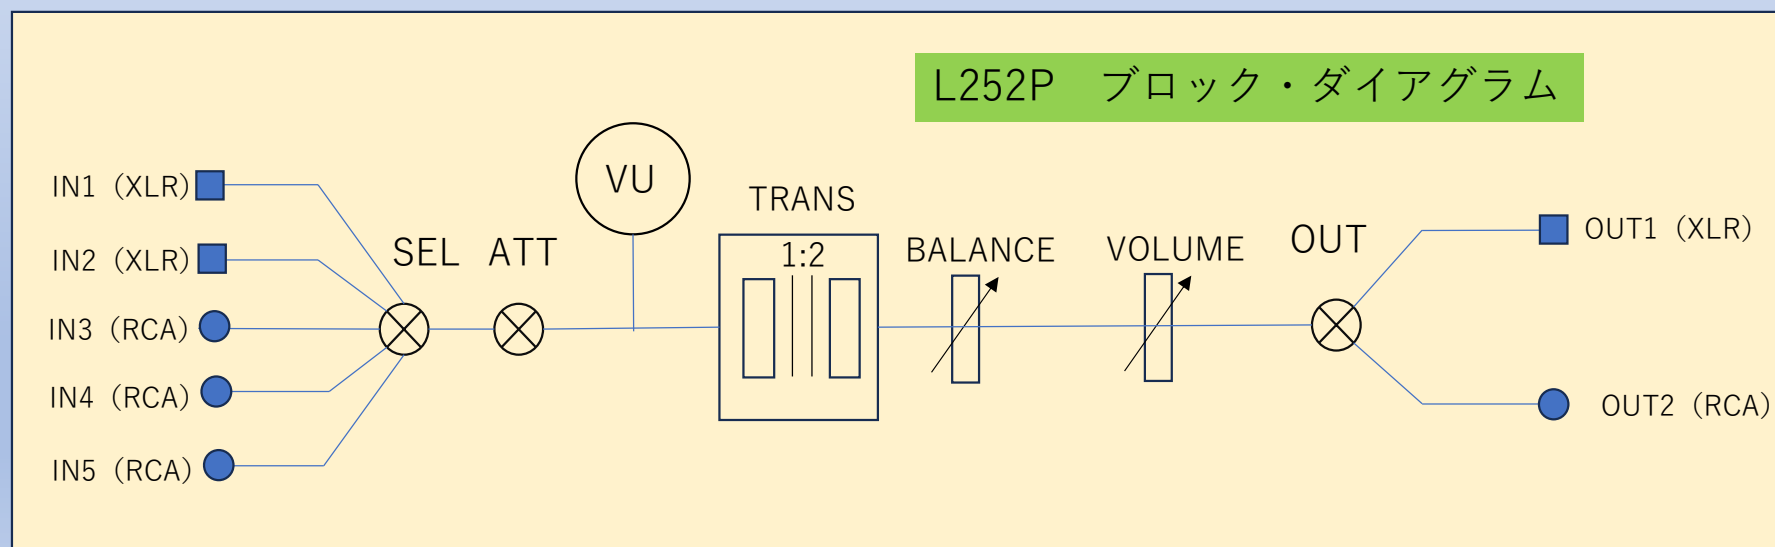 L252P　ブロック・ダイアグラム
VU
TRANS
1:2
IN1（XLR）
IN2（XLR）
IN3（RCA）
IN4（RCA）
IN5（RCA）
SEL
ATT
BALANCE
VOLUME
OUT
OUT1（XLR）
OUT2（RCA）